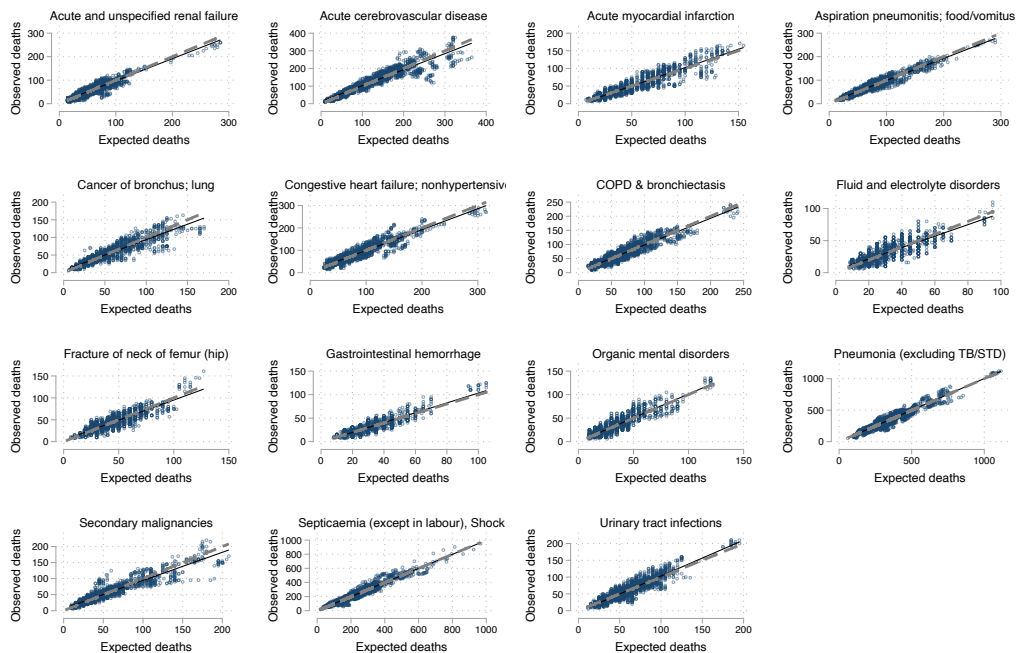 Acute and unspecified renal failure
Observed deaths
300
200
100
0
0 100 200 300
Expected deaths
Acute cerebrovascular disease
Observed deaths
400
300
200
100
0
0 100 200 300 400
Expected deaths
Acute myocardial infarction
Observed deaths
200
150
100
50
0
0 50 100 150
Expected deaths
Aspiration pneumonitis; food/vomitus
Observed deaths
300
200
100
0
0 100 200 300
Expected deaths
Cancer of bronchus; lung
Observed deaths
200
150
100
50
0
0 50 100 150 200
Expected deaths
Congestive heart failure; nonhypertensiv
Observed deaths
300
200
100
0
0 100 200 300
Expected deaths
COPD & bronchiectasis
Observed deaths
250
200
150
100
50
0
0 50 100 150 200 250
Expected deaths
Fluid and electrolyte disorders
Observed deaths
100
50
0
0 20 40 60 80 100
Expected deaths
Fracture of neck of femur (hip)
Observed deaths
150
100
50
0
0 50 100 150
Expected deaths
Gastrointestinal hemorrhage
Observed deaths
150
100
50
0
0 20 40 60 80 100
Expected deaths
Organic mental disorders
Observed deaths
150
100
50
0
0 50 100 150
Expected deaths
Pneumonia (excluding TB/STD)
Observed deaths
1000
500
0
0 500 1000
Expected deaths
Secondary malignancies
Observed deaths
200
150
100
50
0
0 50 100 150 200
Expected deaths
Septicaemia (except in labour), Shock
Observed deaths
1000
800
600
400
200
0
0 200 400 600 800 1000
Expected deaths
Urinary tract infections
Observed deaths
200
150
100
50
0
0 50 100 150 200
Expected deaths